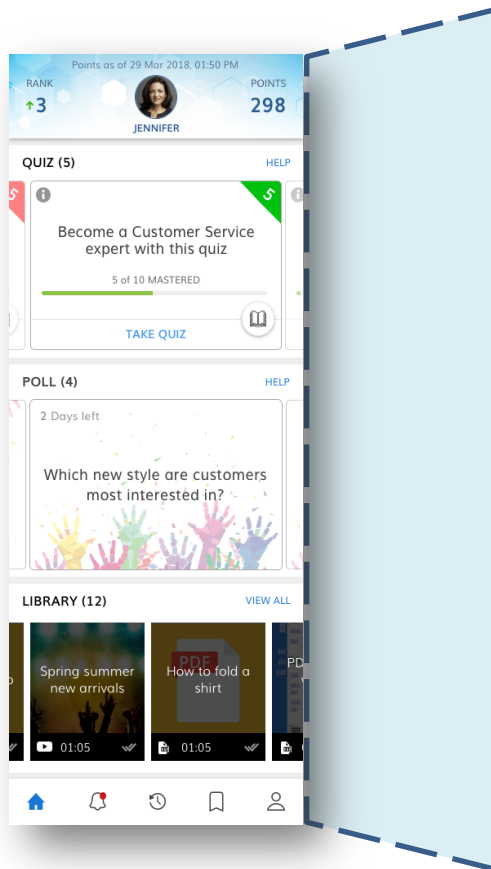 Points as of 29 Mar 2018, 01:50 PM
RANK
POINTS
3
298
JENNIFER
QUIZ (5)
HELP
5
5
Become a Customer Service
expert with this quiz
5 of 10 MASTERED
TAKE QUIZ
POLL (4)
HELP
2 Days left
Which new style are customers
most interested in?
LIBRARY (12)
VIEW ALL
Spring summer
new arrivals
01:05
PDF
How to fold a
shirt
01:05
PD